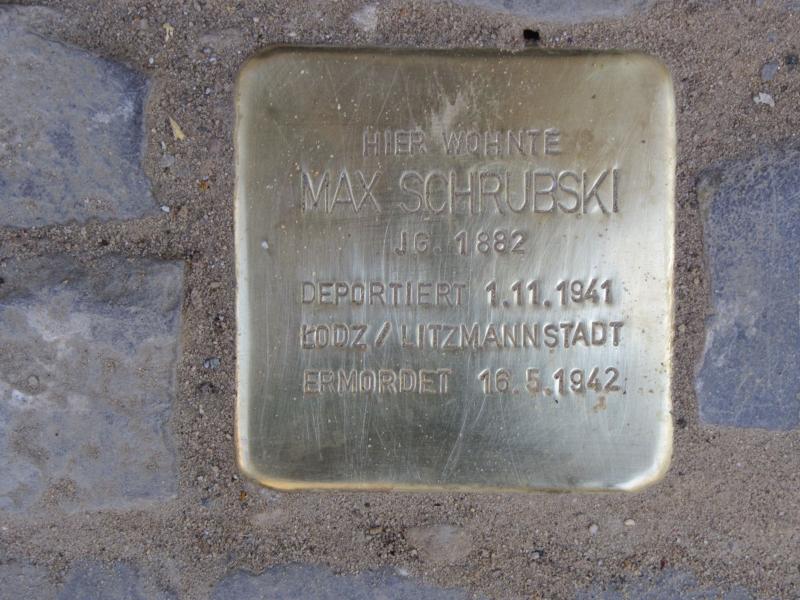 HIER WOHNTE
MAX SCHRUBSKI
JG. 1882
DEPORTIERT 1.11.1941
ŁODZ / LITZMANNSTADT
ERMORDET 16.5.1942